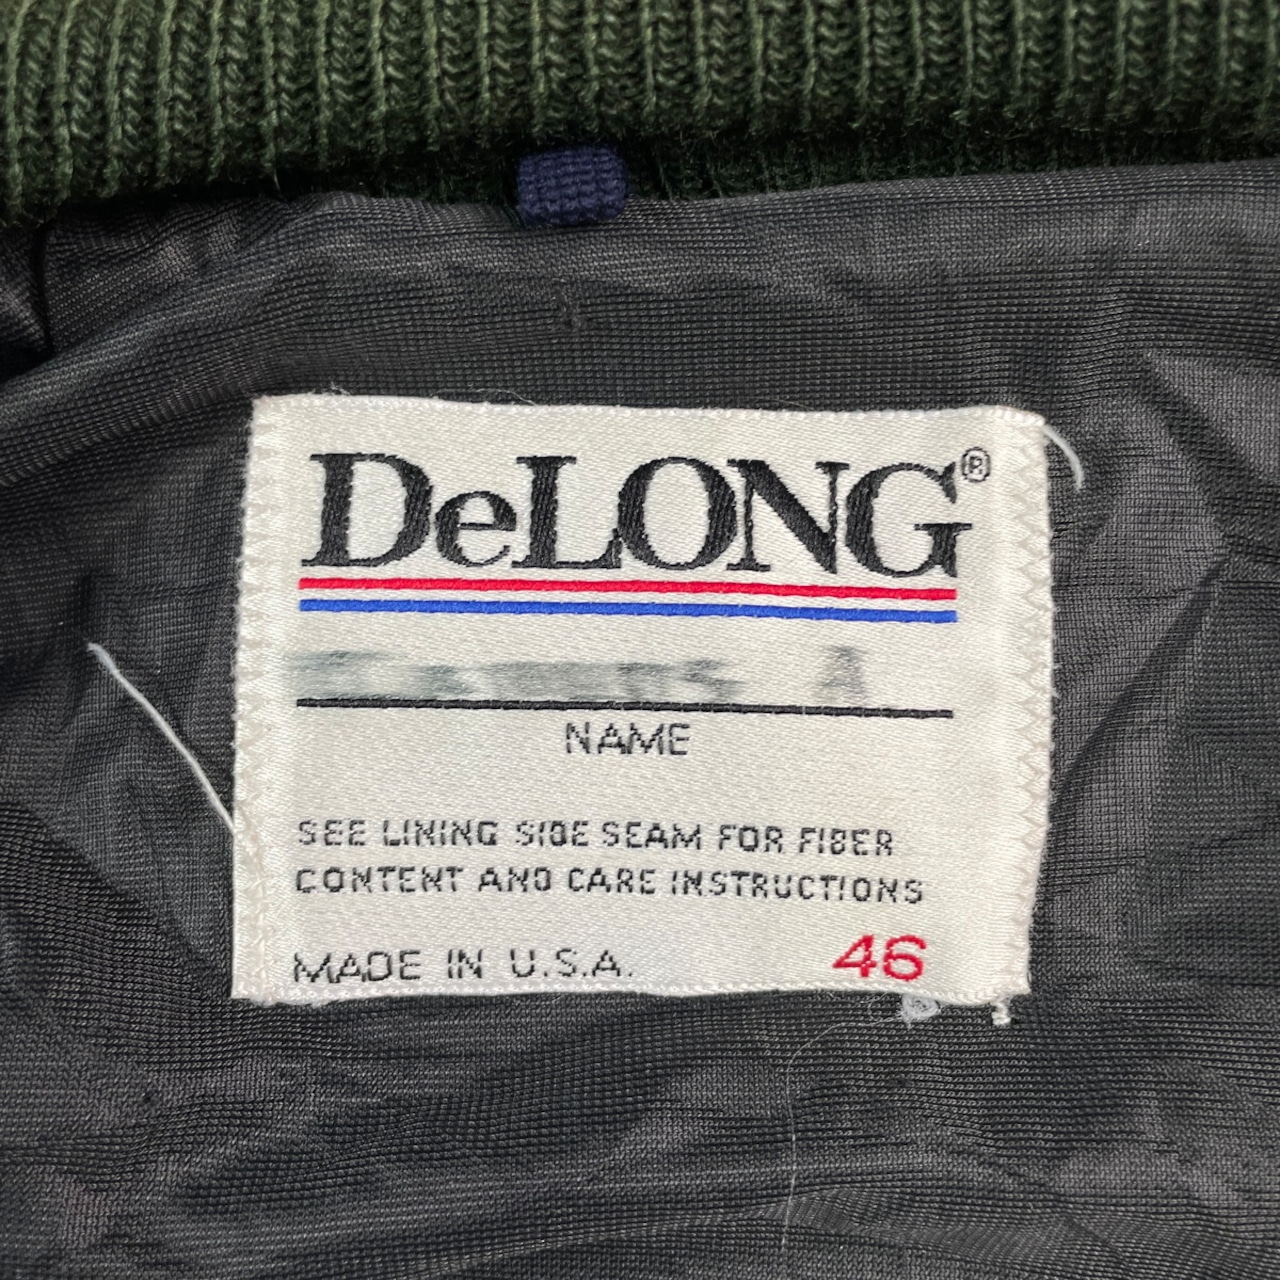 DeLONG®
A
NAME
SEE LINING SIDE SEAM FOR FIBER
CONTENT AND CARE INSTRUCTIONS
MADE IN U.S.A. 46